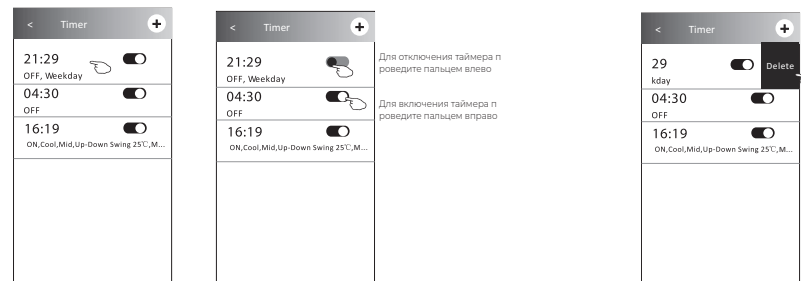 < Timer +
21:29
OFF, Weekday
04:30
OFF
16:19
ON,Cool,Mid,Up-Down Swing 25℃,M...
< Timer +
21:29
OFF, Weekday
04:30
OFF
16:19
ON,Cool,Mid,Up-Down Swing 25℃,M...
Для отключения таймера п
роведите пальцем влево
Для включения таймера п
роведите пальцем вправо
< Timer +
29
Delete
kday
04:30
OFF
16:19
ON,Cool,Mid,Up-Down Swing 25℃,M...